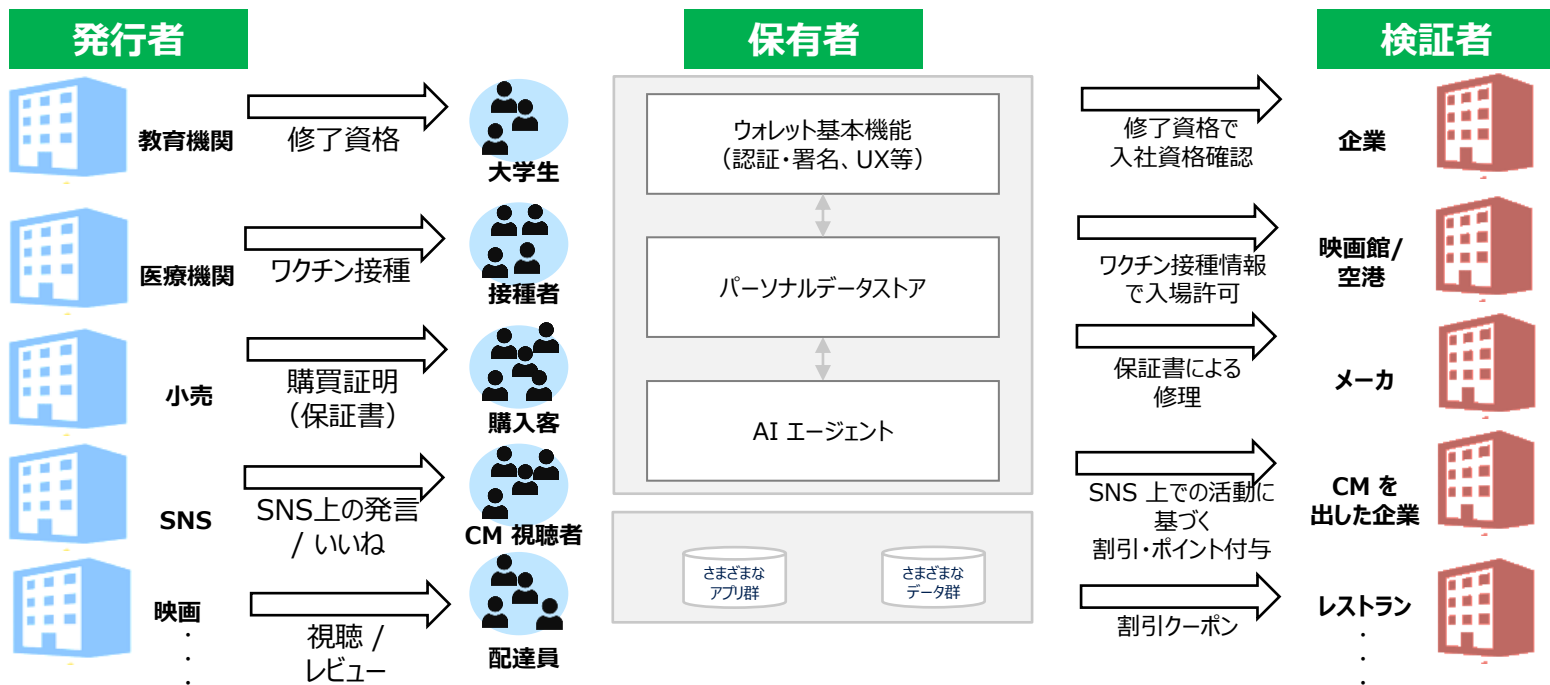 発行者
保有者
検証者
教育機関
修了資格
大学生
ウォレット基本機能
（認証・署名、UX等）
修了資格で
入社資格確認
企業
医療機関
ワクチン接種
接種者
パーソナルデータストア
ワクチン接種情報
で入場許可
映画館/
空港
小売
購買証明
（保証書）
購入客
AI エージェント
保証書による
修理
メーカ
SNS
SNS上の発言
/ いいね
CM 視聴者
SNS 上での活動に
基づく
割引・ポイント付与
CM を
出した企業
映画
視聴 /
レビュー
配達員
さまざまな
アプリ群
さまざまな
データ群
割引クーポン
レストラン